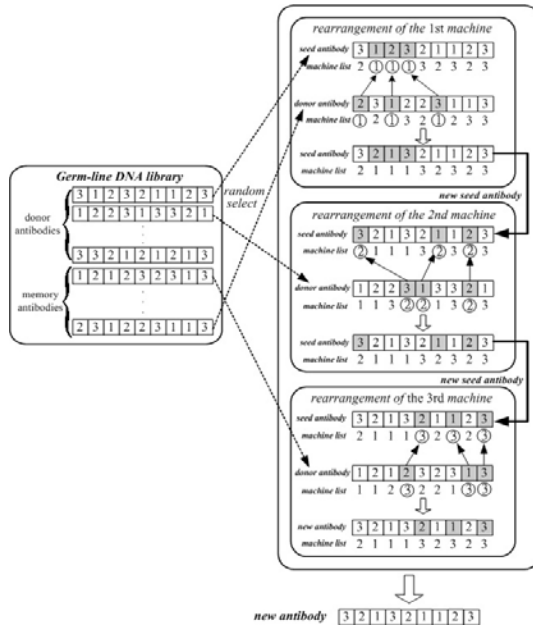 rearrangement of the 1st machine
seed antibody 3 1 2 3 2 1 1 2 3
machine list 2 ① ① ① 3 2 3 2 3
donor antibody 2 3 1 2 2 3 1 1 3
machine list ① 2 ① 3 2 ① 2 3 3
seed antibody 3 2 1 3 2 1 1 2 3
machine list 2 1 1 1 3 2 3 2 3
new seed antibody
Germ-line DNA library
random select
donor antibodies
3 1 2 3 2 1 1 2 3
1 2 2 3 1 3 3 2 1
3 3 2 1 2 1 2 3 1
memory antibodies
1 2 1 2 3 2 3 1 3
2 3 1 2 2 3 1 1 3
rearrangement of the 2nd machine
seed antibody 3 2 1 3 2 1 1 2 3
machine list ② 1 1 1 3 ② 3 ② 3
donor antibody 1 2 2 3 1 3 3 2 1
machine list 1 1 3 ② ② 1 3 ② 3
seed antibody 3 2 1 3 2 1 1 2 3
machine list 2 1 1 1 3 2 3 2 3
new seed antibody
rearrangement of the 3rd machine
seed antibody 3 2 1 3 2 1 1 2 3
machine list 2 1 1 1 ③ 2 ③ 2 ③
donor antibody 1 2 1 2 3 2 3 1 3
machine list 1 1 2 ③ 2 2 1 ③ ③
new antibody 3 2 1 3 2 1 1 2 3
machine list 2 1 1 1 3 2 3 2 3
new antibody 3 2 1 3 2 1 1 2 3